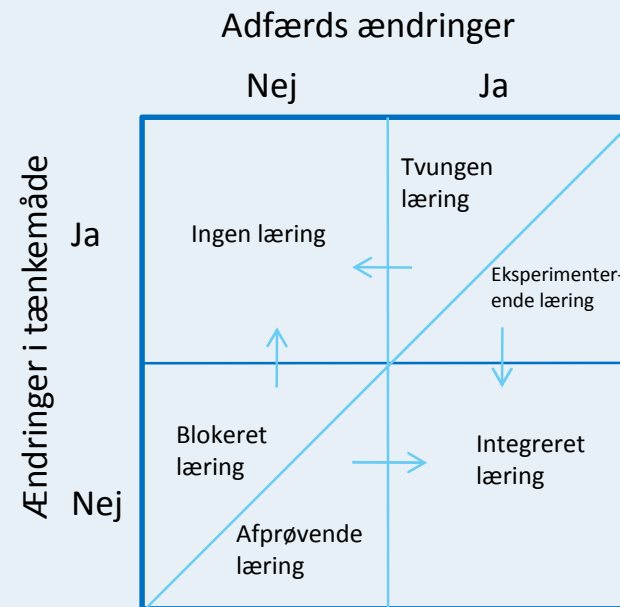 Adfærds ændringer
Nej
Ja
Ændringer i tænkemåde
Ja
Nej
Ingen læring
Tvungen
læring
Eksperimenter-
ende læring
Blokeret
læring
Afprøvende
læring
Integreret
læring